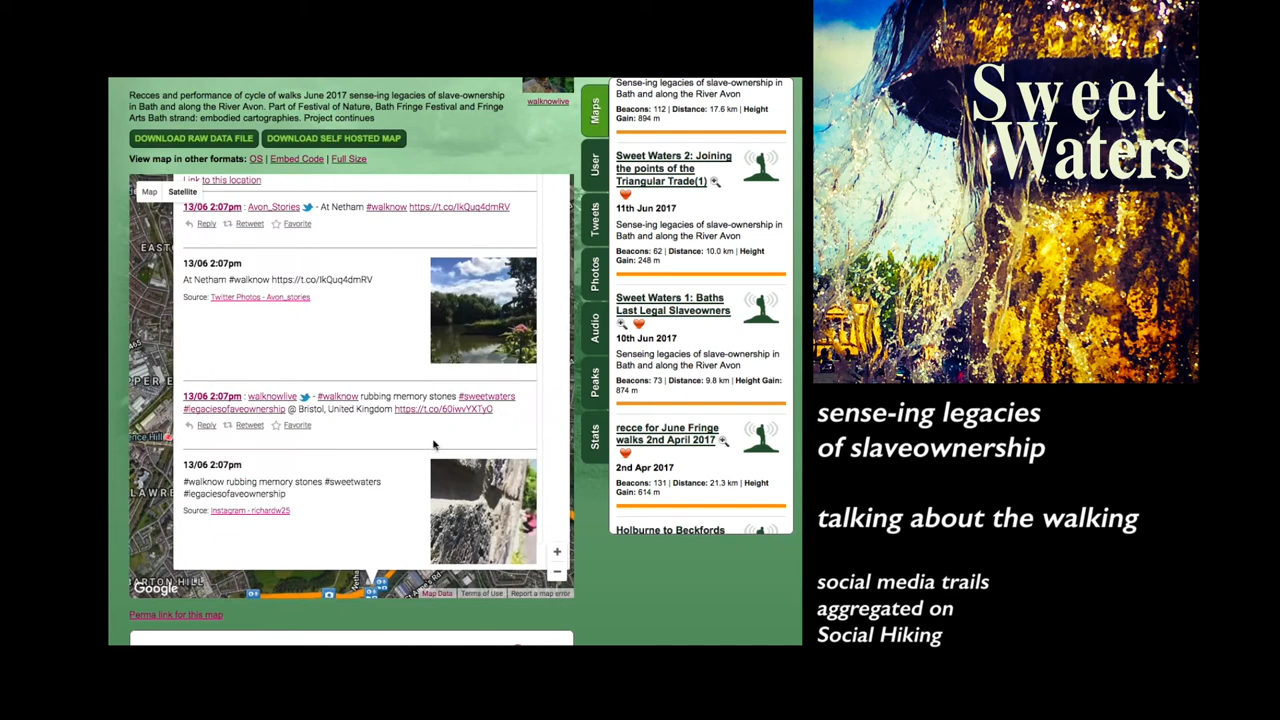 Recces and performance of cycle of walks June 2017 sense-ing legacies of slave-ownership
in Bath and along the River Avon. Part of Festival of Nature, Bath Fringe Festival and Fringe
Arts Bath strand: embodied cartographies. Project continues
walknowlive
DOWNLOAD RAW DATA FILE
DOWNLOAD SELF HOSTED MAP
View map in other formats: OS | Embed Code | Full Size
Map
Satellite
Link to this location
13/06 2:07pm : Avon_Stories - At Netham #walknow https://t.co/IkQuq4dmRV
Reply Retweet Favorite
13/06 2:07pm
At Netham #walknow https://t.co/IkQuq4dmRV
Source: Twitter Photos - Avon_stories
13/06 2:07pm : walknowlive - #walknow rubbing memory stones #sweetwaters
#legaciesofaveownership @ Bristol, United Kingdom https://t.co/60iwvYXTyO
Reply Retweet Favorite
13/06 2:07pm
#walknow rubbing memory stones #sweetwaters
#legaciesofaveownership
Source: Instagram - richardw25
EAST
PPER E
ence Hill
LAWRE
BARTON HILL
Google
Map Data
Terms of Use
Report a map error
Perma link for this map
Maps
User
Tweets
Photos
Audio
Peaks
Stats
Sense-ing legacies of slave-ownership in
Bath and along the River Avon
Beacons: 112 | Distance: 17.6 km | Height
Gain: 894 m
Sweet Waters 2: Joining
the points of the
Triangular Trade(1)
11th Jun 2017
Sense-ing legacies of slave-ownership in
Bath and along the River Avon
Beacons: 62 | Distance: 10.0 km | Height
Gain: 248 m
Sweet Waters 1: Baths
Last Legal Slaveowners
10th Jun 2017
Senseing legacies of slave-ownership in
Bath and along the River Avon
Beacons: 73 | Distance: 9.8 km | Height Gain:
874 m
recce for June Fringe
walks 2nd April 2017
2nd Apr 2017
Beacons: 131 | Distance: 21.3 km | Height
Gain: 614 m
Holburne to Beckfords
Sweet
Waters
sense-ing legacies
of slaveownership
talking about the walking
social media trails
aggregated on
Social Hiking